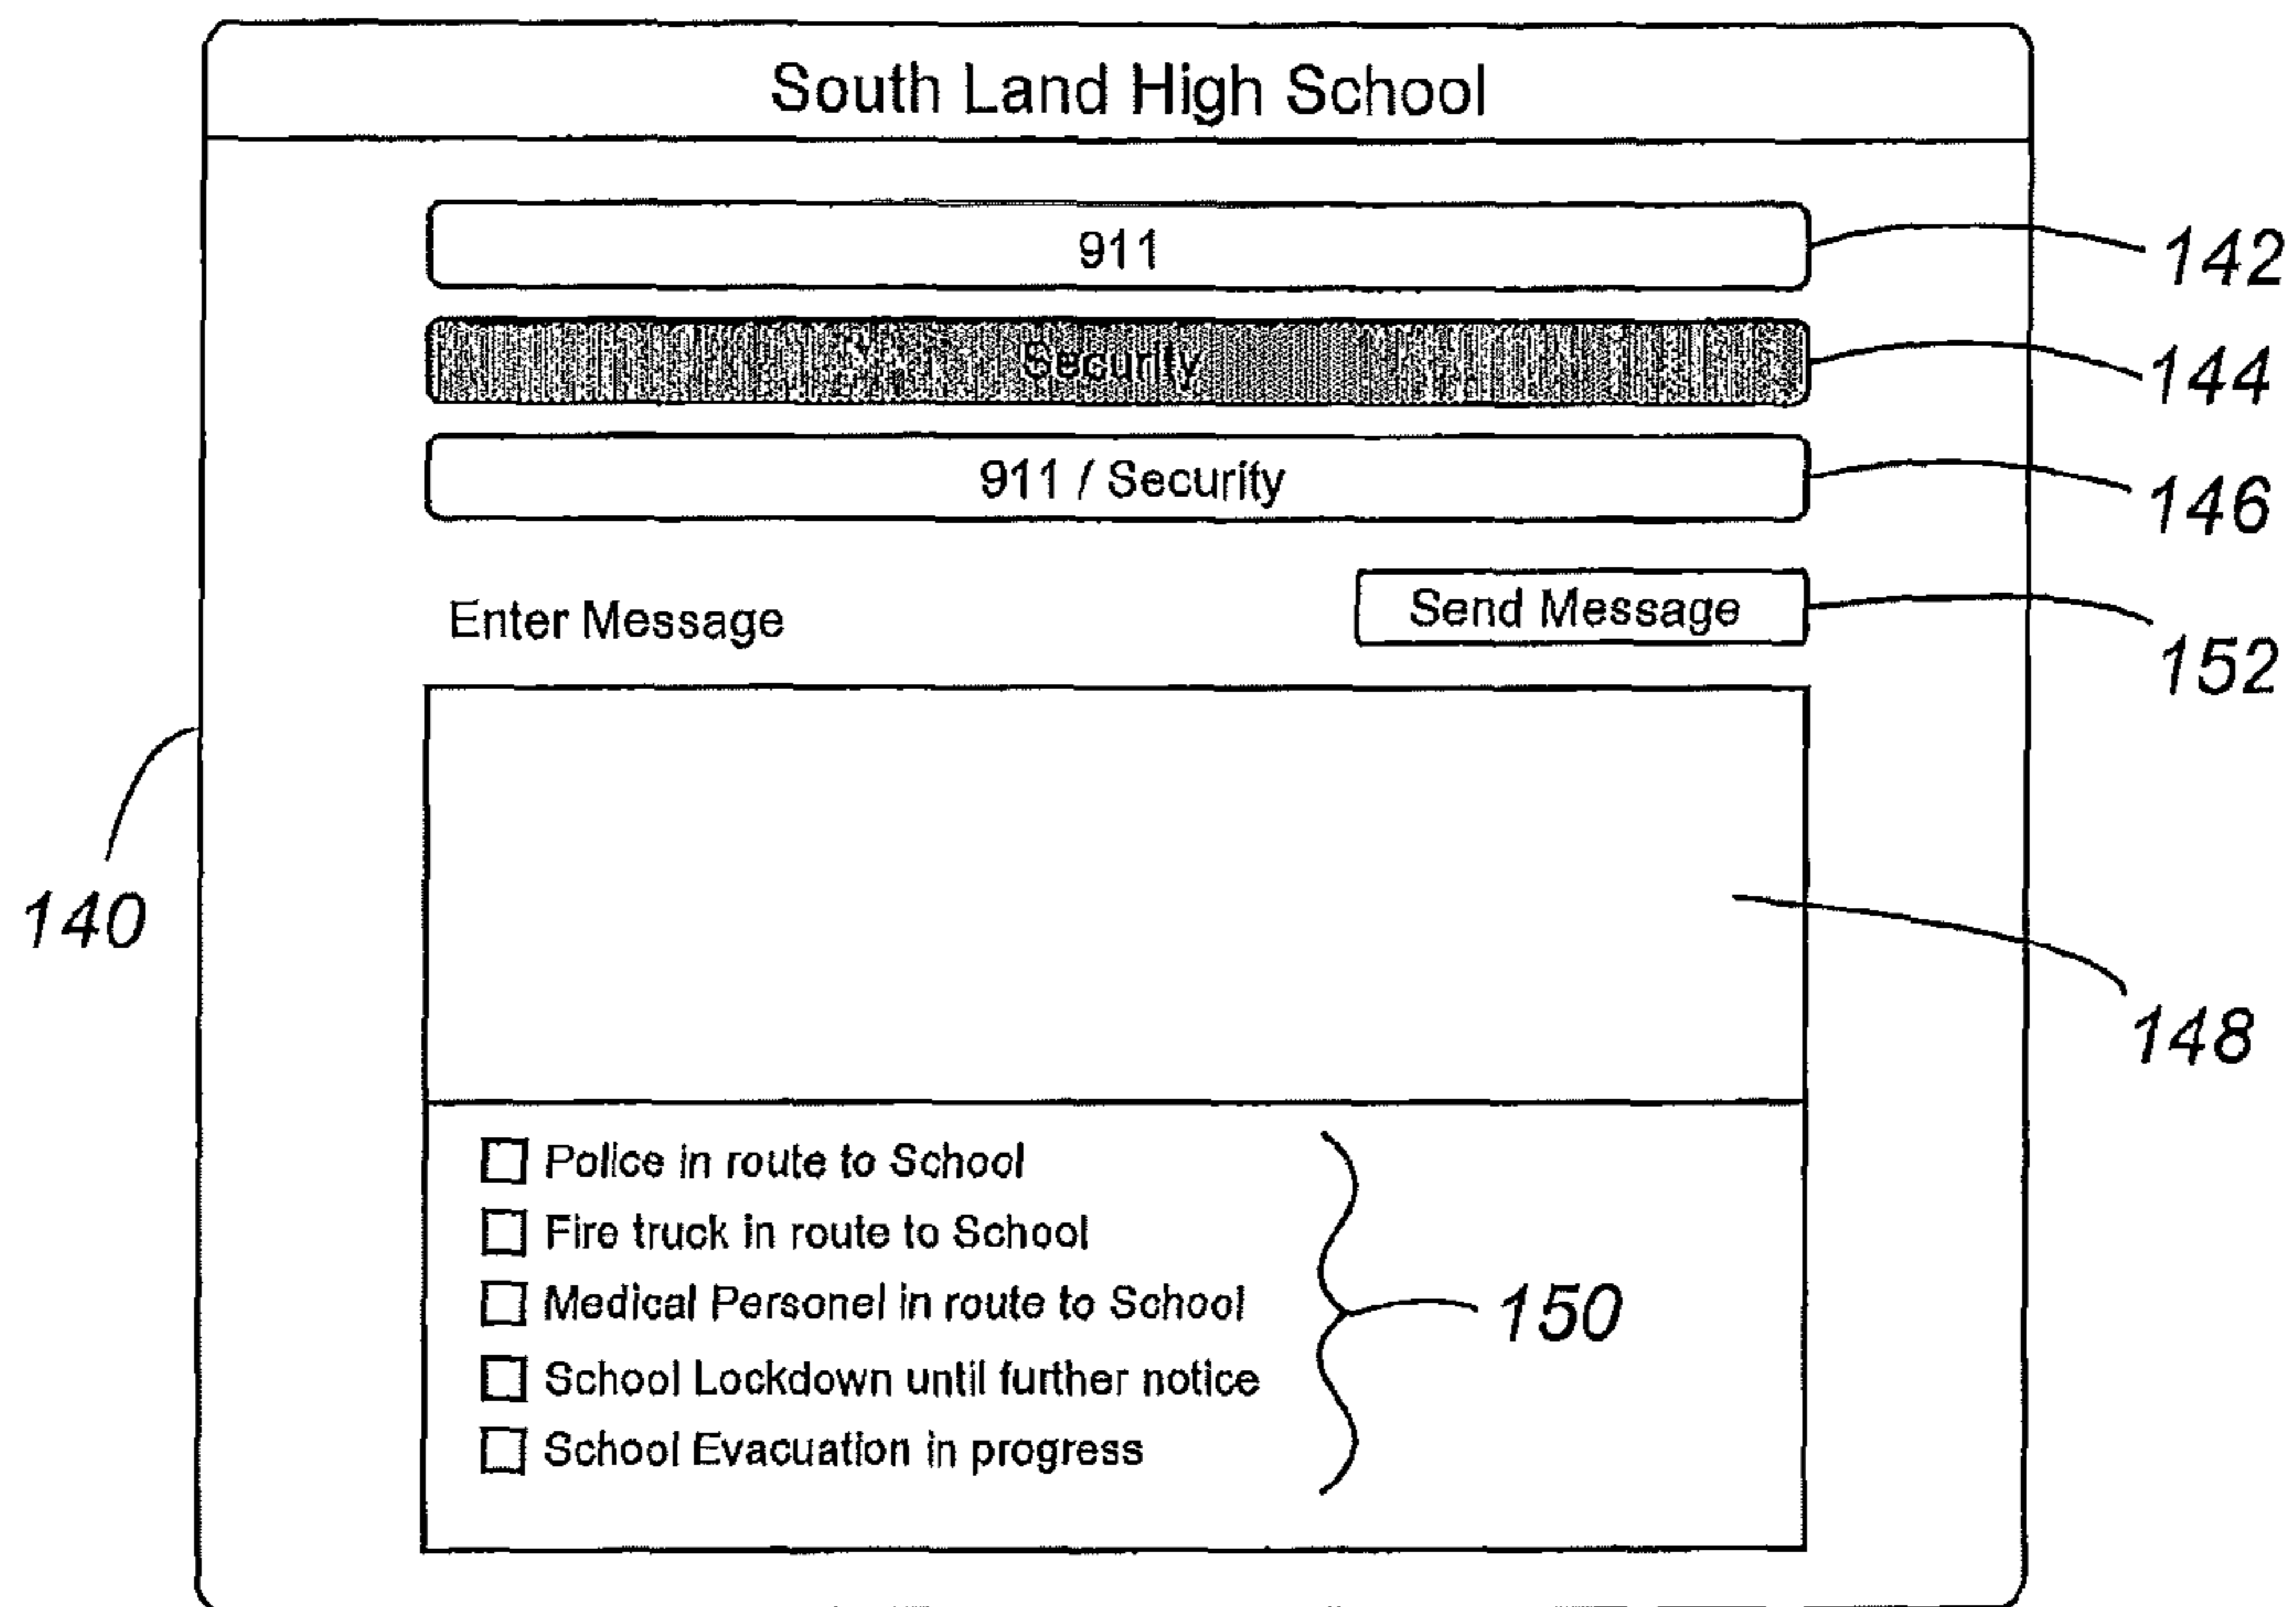 South Land High School
911
142
Security
144
911 / Security
146
Enter Message
Send Message
152
140
148
Police in route to School
Fire truck in route to School
Medical Personel in route to School
School Lockdown until further notice
School Evacuation in progress
150